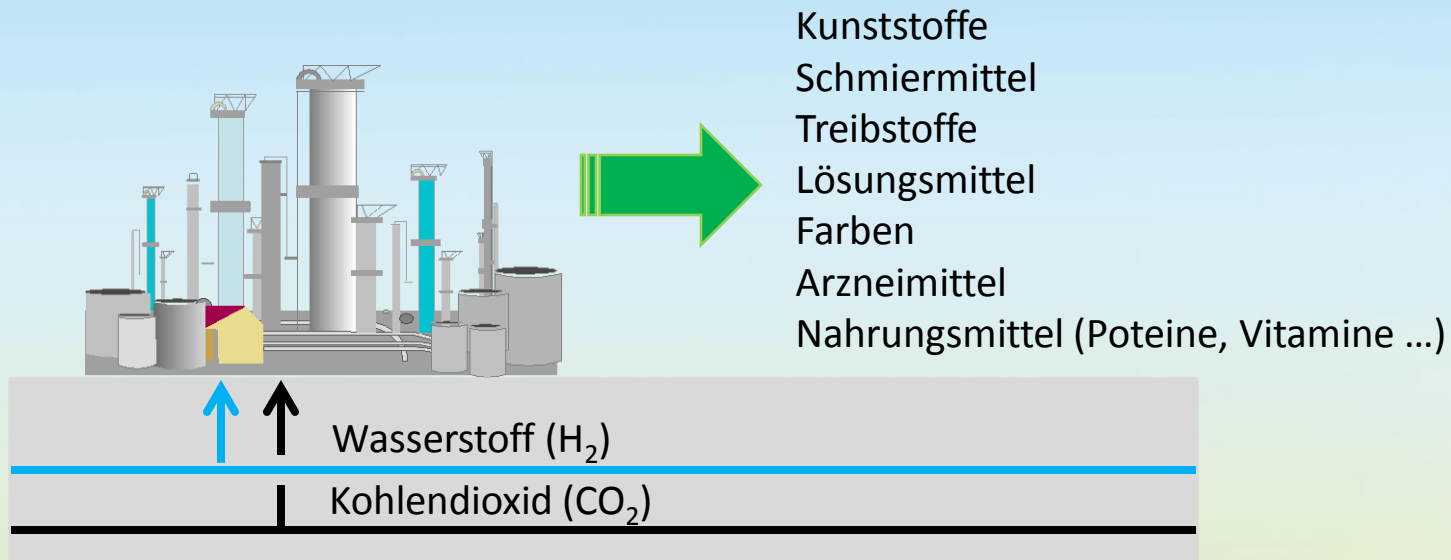 Kunststoffe
Schmiermittel
Treibstoffe
Lösungsmittel
Farben
Arzneimittel
Nahrungsmittel (Poteine, Vitamine ...)
Wasserstoff (H₂)
Kohlendioxid (CO₂)